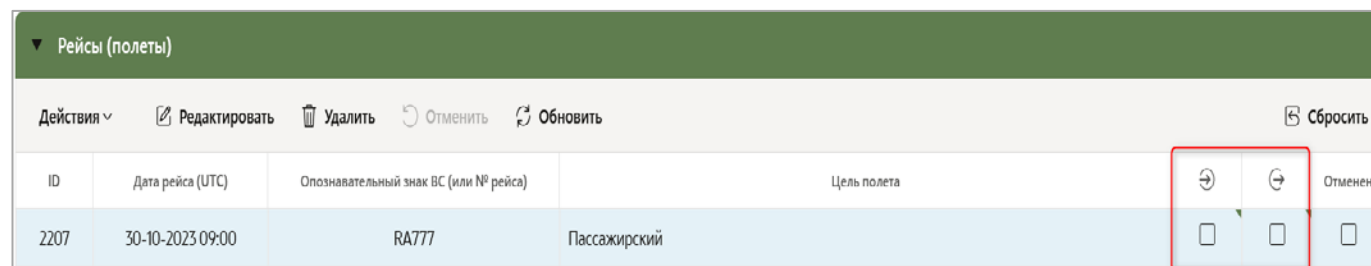 Рейсы (полеты)
Действия Редактировать Удалить Отменить Обновить Сбросить
ID Дата рейса (UTC) Опознавательный знак ВС (или № рейса) Цель полета Отменен
2207 30-10-2023 09:00 RA777 Пассажирский